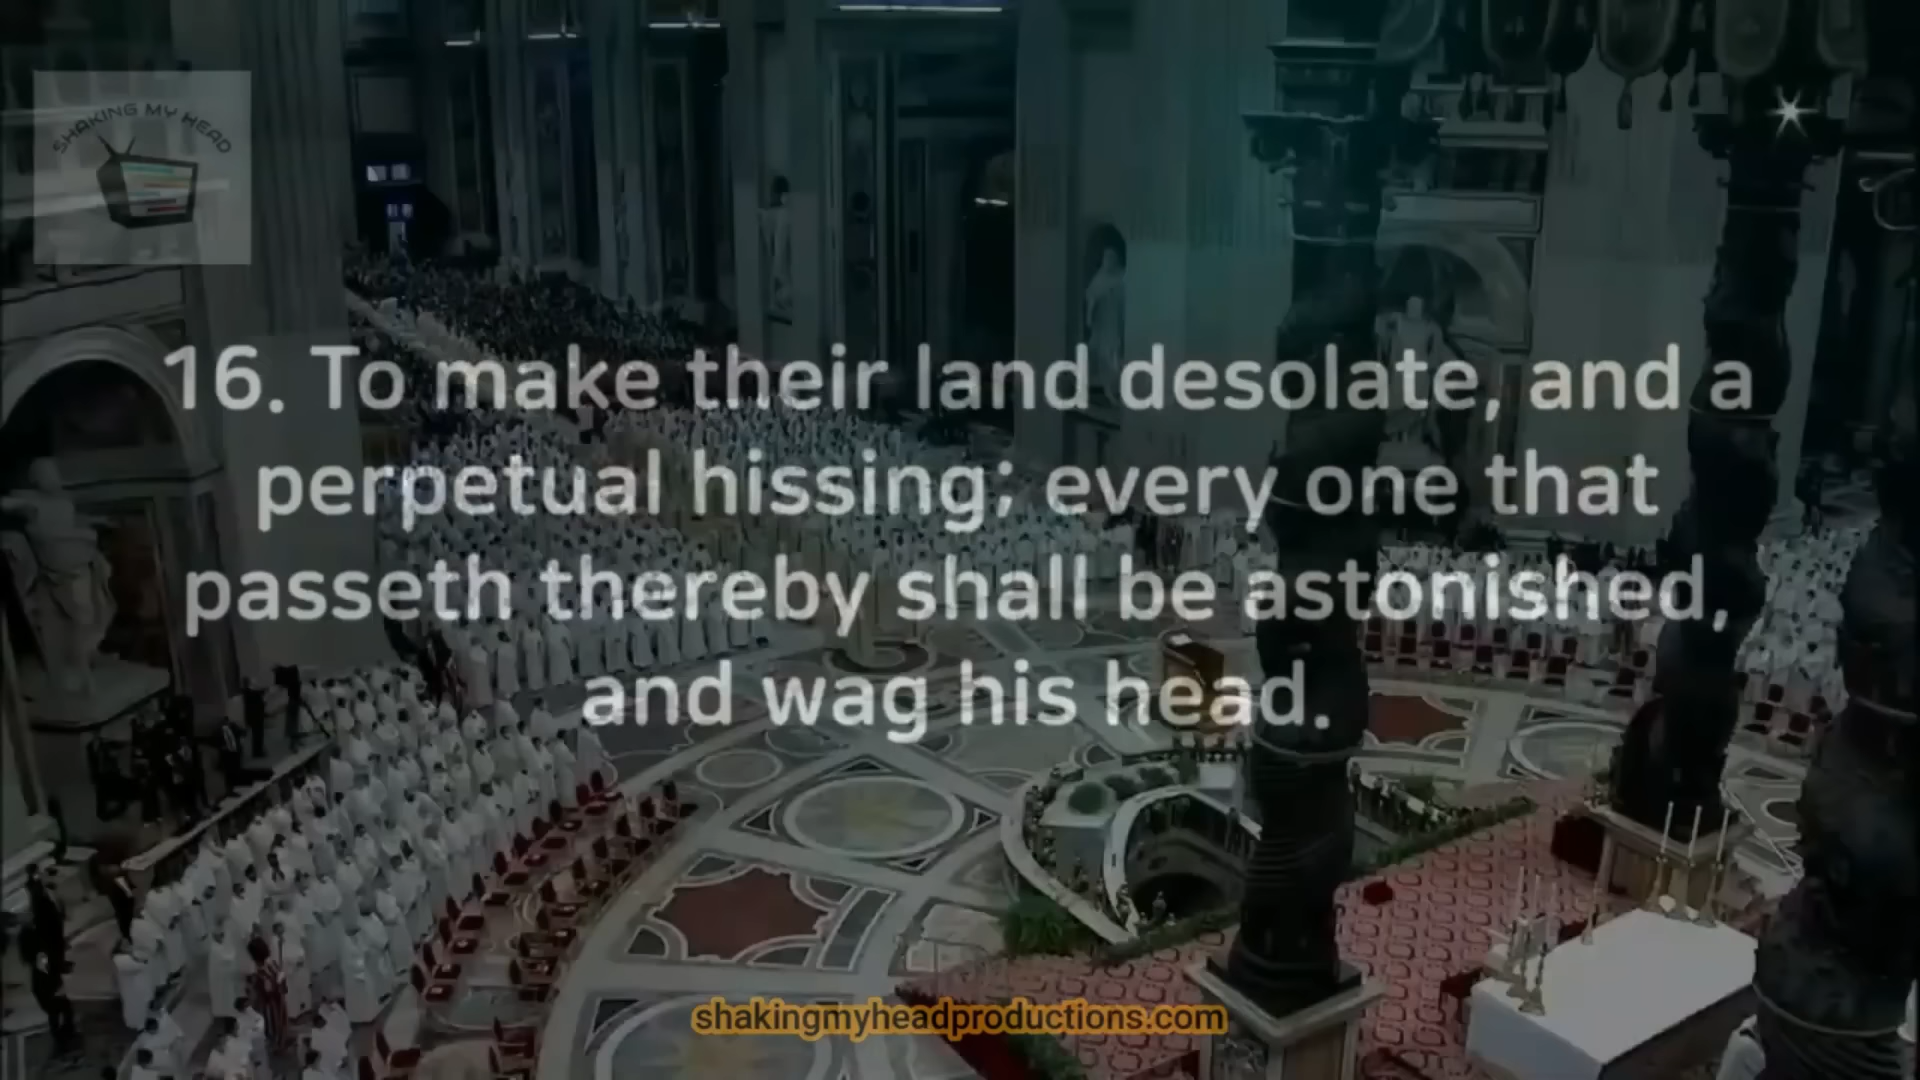 SHAKING MY HEAD
16. To make their land desolate, and a
perpetual hissing; every one that
passeth thereby shall be astonished,
and wag his head.
shakingmyheadproductions.com